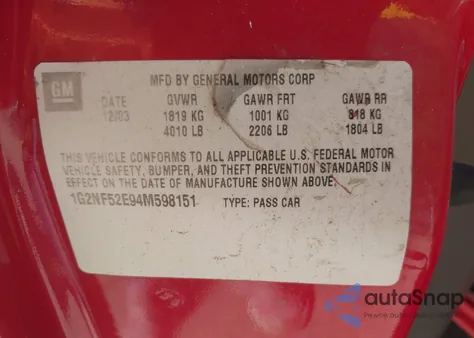 GM
MFD BY GENERAL MOTORS CORP
DATE GVWR GAWR FRT GAWR RR
12/03 1819 KG 1001 KG 818 KG
4010 LB 2206 LB 1804 LB
THIS VEHICLE CONFORMS TO ALL APPLICABLE U.S. FEDERAL MOTOR
VEHICLE SAFETY, BUMPER, AND THEFT PREVENTION STANDARDS IN
EFFECT ON THE DATE OF MANUFACTURE SHOWN ABOVE.
1G2NF52E94M598151 TYPE: PASS CAR
autoSnap